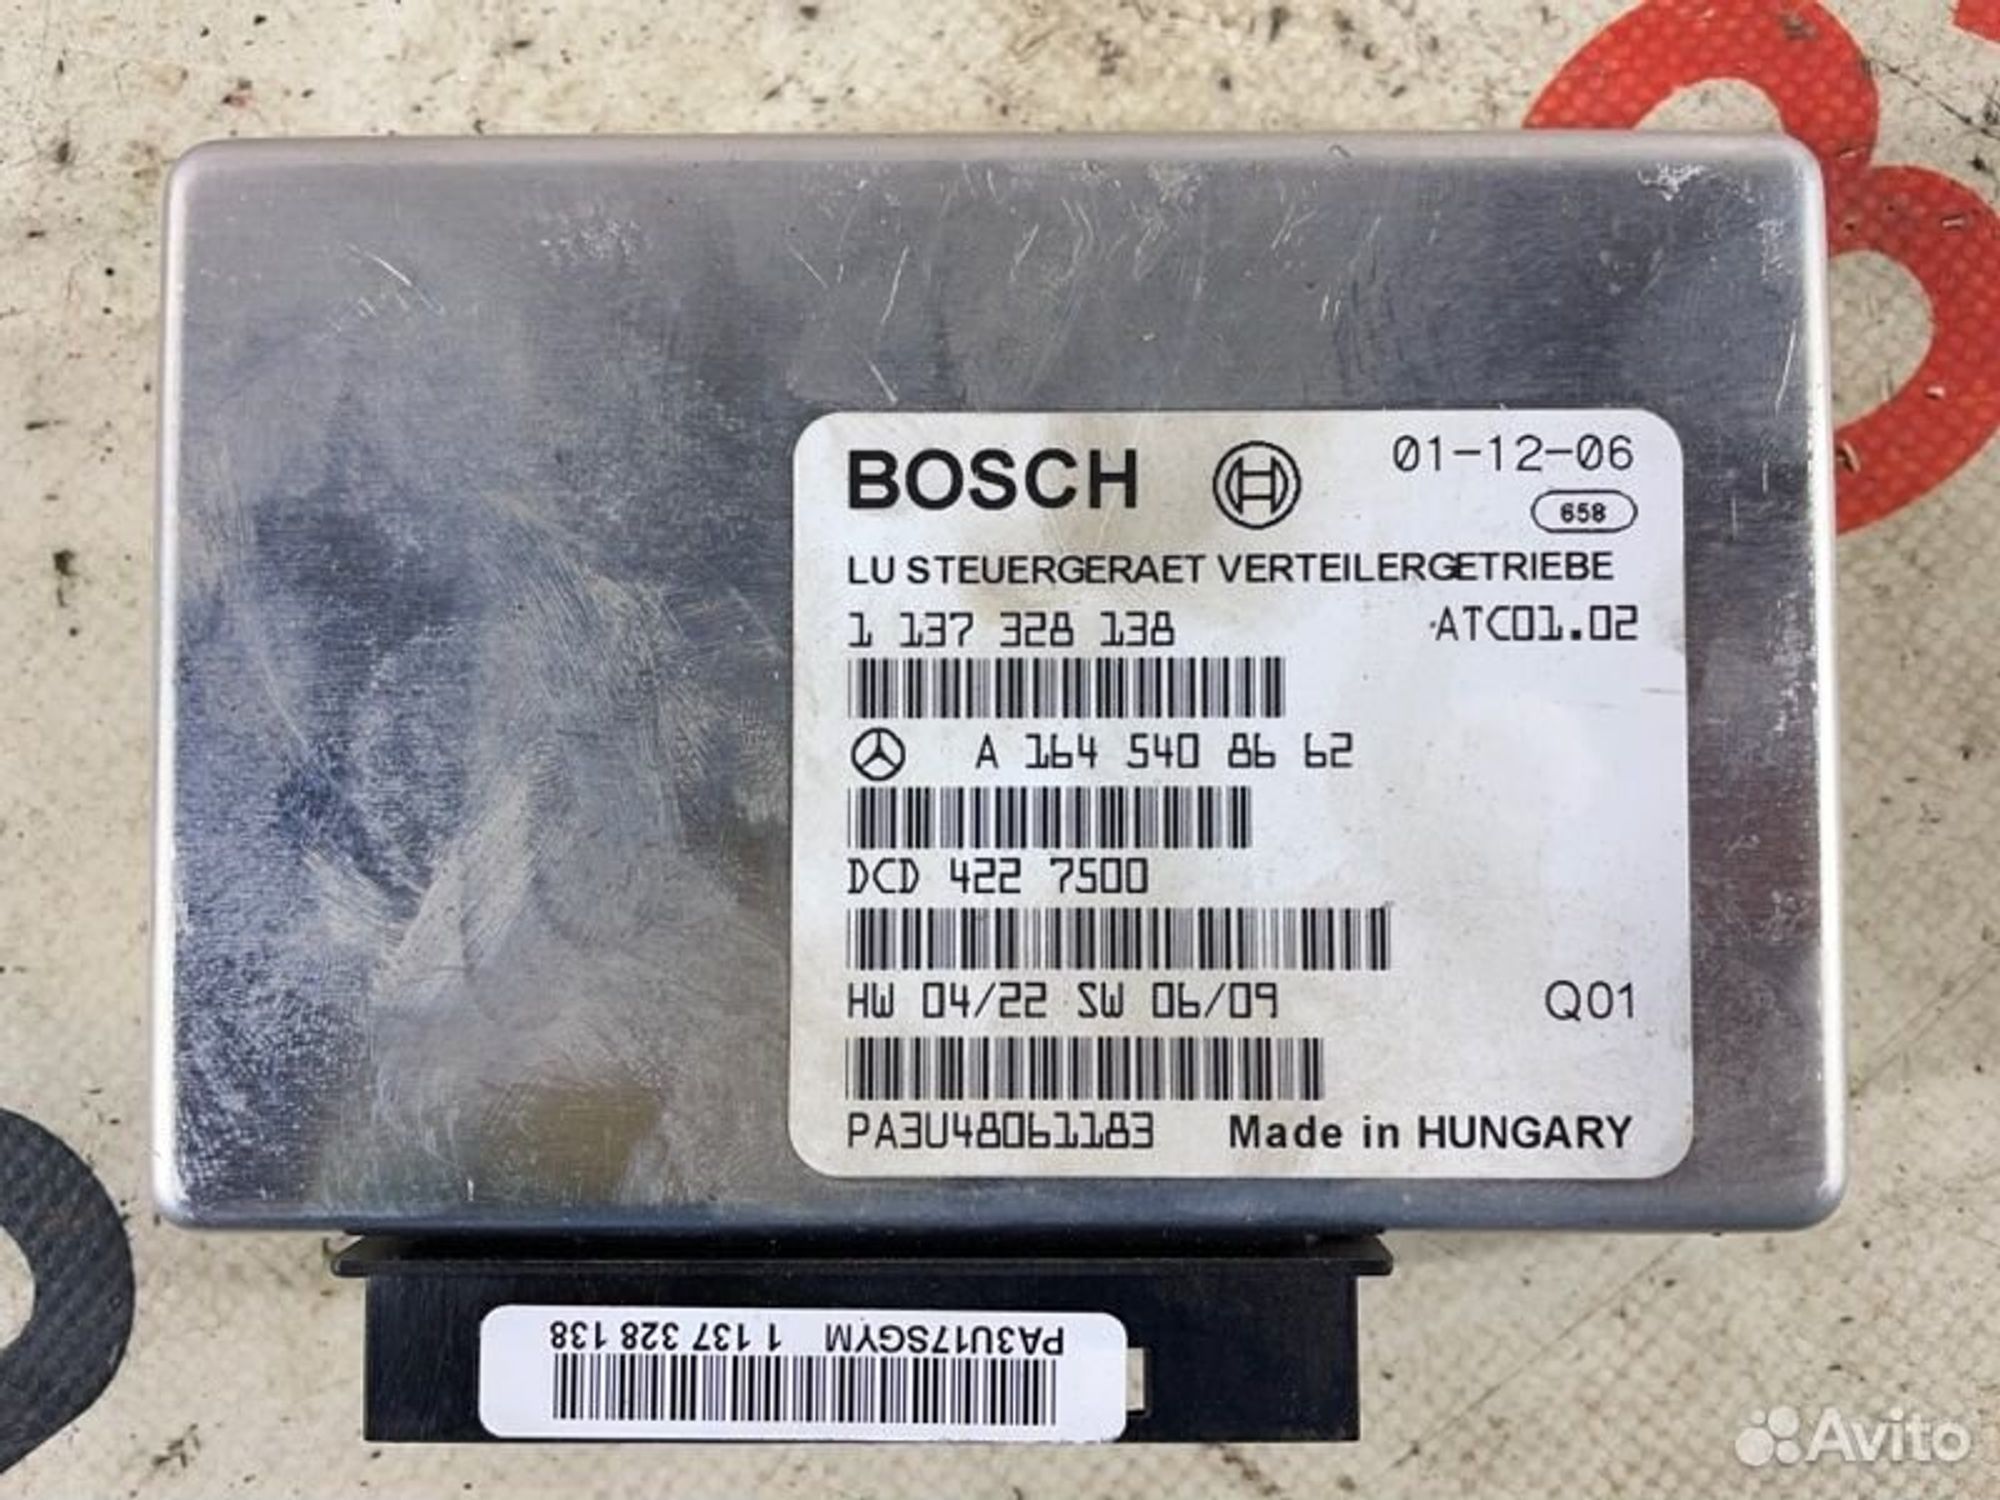 BOSCH 01-12-06
658
LU STEUERGERAET VERTEILERGETRIEBE
1 137 328 138 ATC01.02
A 164 540 86 62
DCD 422 7500
HW 04/22 SW 06/09 Q01
PA3U48061183 Made in HUNGARY
PA3U17SGYM 1 137 328 138
Avito